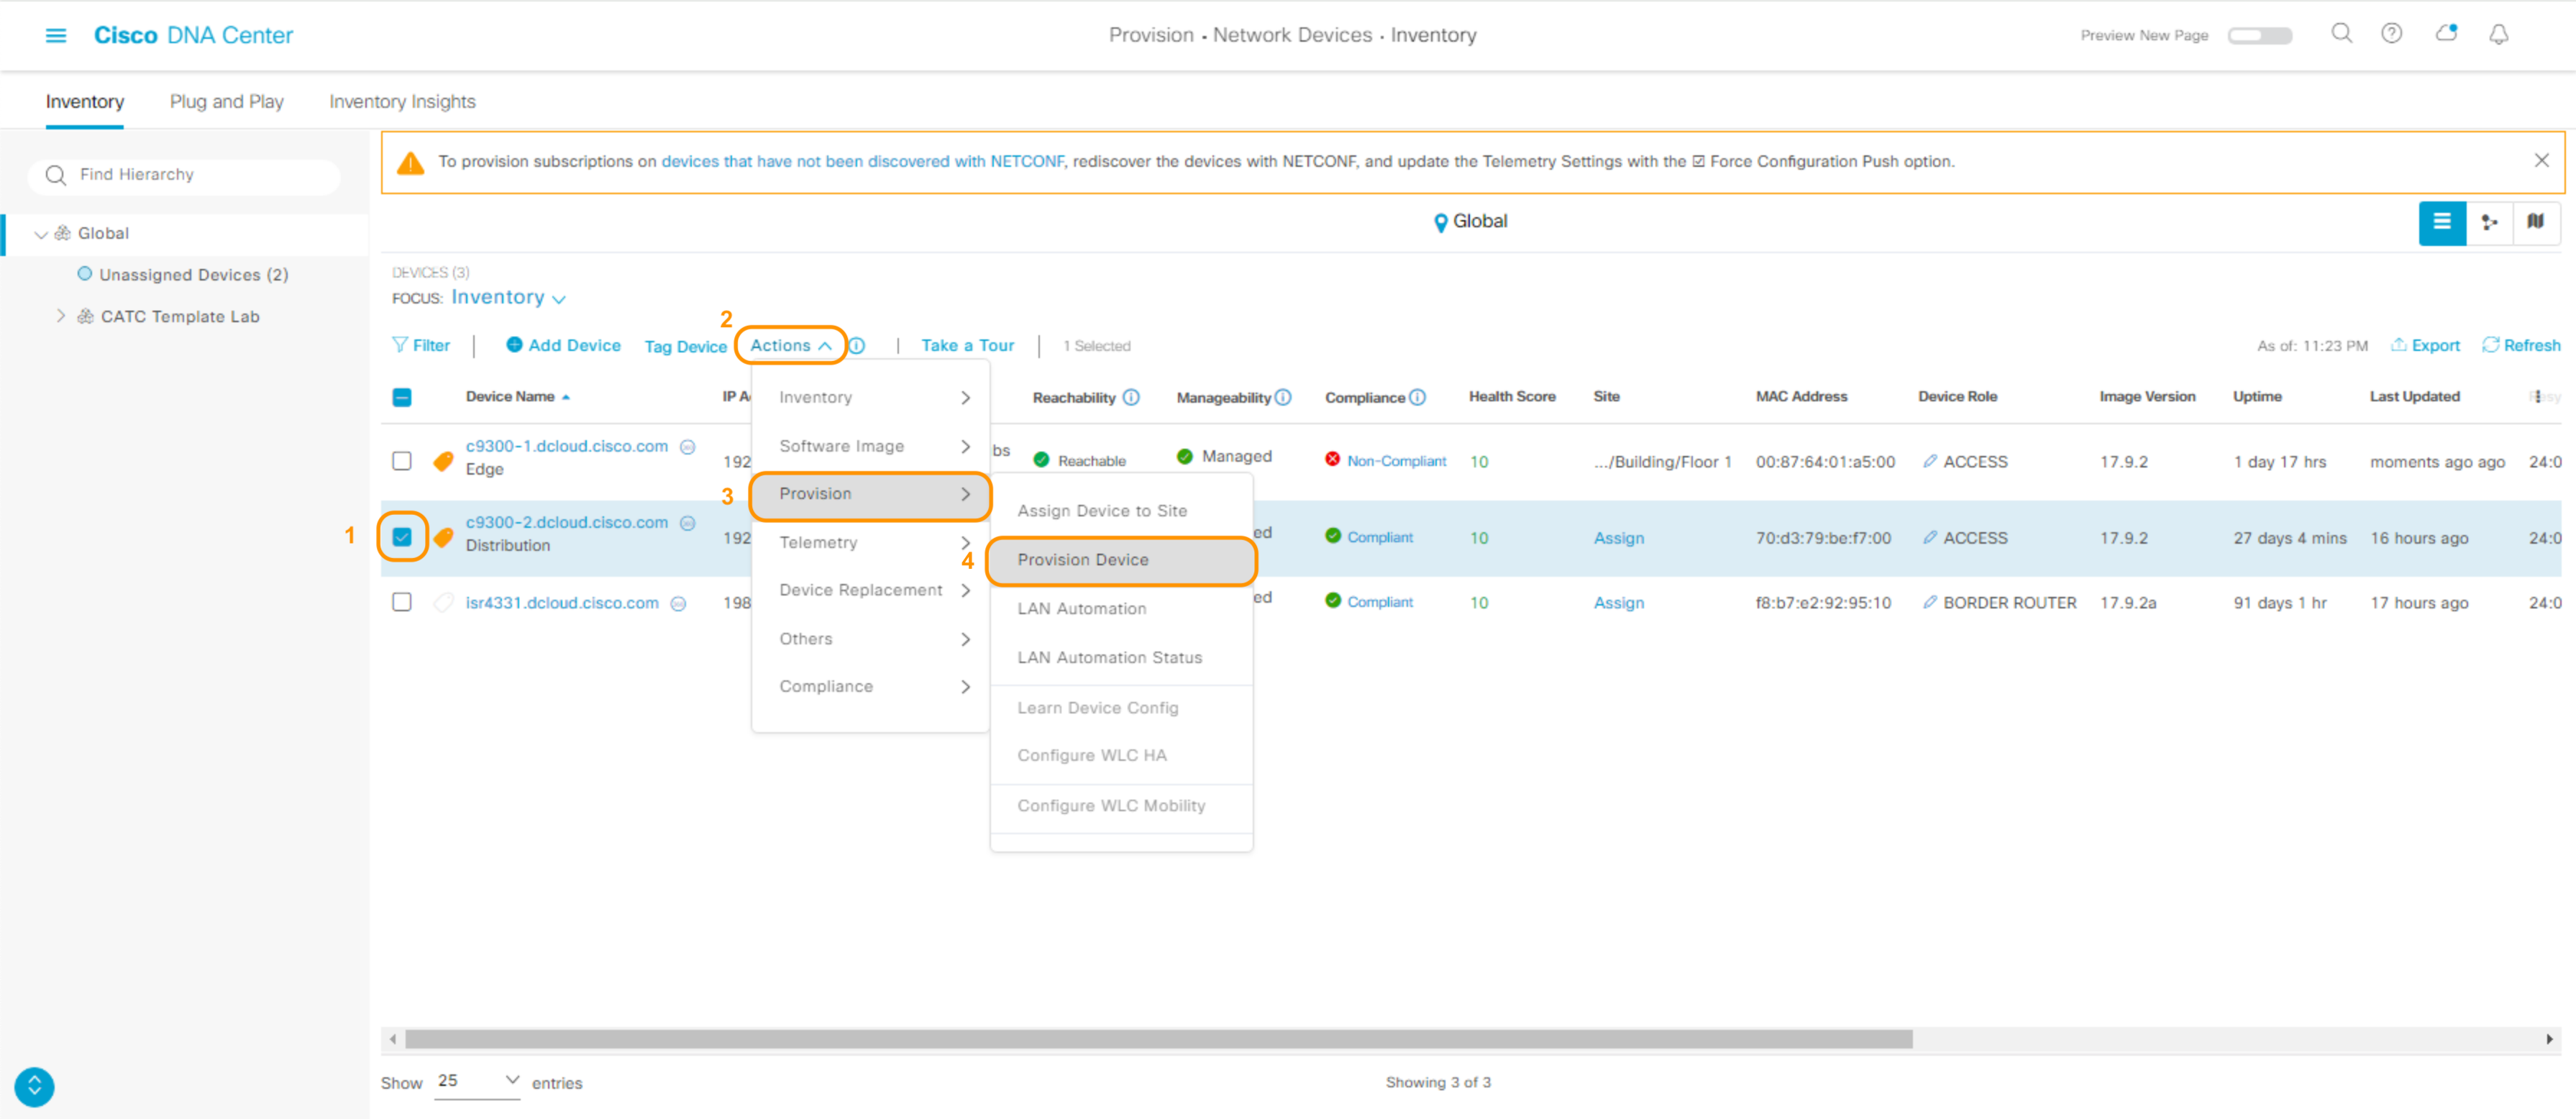 Cisco DNA Center
Provision • Network Devices • Inventory
Preview New Page
Inventory Plug and Play Inventory Insights
Find Hierarchy
Global
Unassigned Devices (2)
CATC Template Lab
To provision subscriptions on devices that have not been discovered with NETCONF, rediscover the devices with NETCONF, and update the Telemetry Settings with the ☑ Force Configuration Push option.
Global
DEVICES (3)
FOCUS: Inventory
2
Filter | Add Device Tag Device Actions | Take a Tour | 1 Selected As of: 11:23 PM Export Refresh
Device Name IP A Reachability Manageability Compliance Health Score Site MAC Address Device Role Image Version Uptime Last Updated
c9300-1.dcloud.cisco.com
Edge
192 bs Reachable Managed Non-Compliant 10 .../Building/Floor 1 00:87:64:01:a5:00 ACCESS 17.9.2 1 day 17 hrs moments ago ago 24:0
1
c9300-2.dcloud.cisco.com
Distribution
192 ed Compliant 10 Assign 70:d3:79:be:f7:00 ACCESS 17.9.2 27 days 4 mins 16 hours ago 24:0
isr4331.dcloud.cisco.com 198 ed Compliant 10 Assign f8:b7:e2:92:95:10 BORDER ROUTER 17.9.2a 91 days 1 hr 17 hours ago 24:0
Inventory
Software Image
3
Provision
Telemetry
Device Replacement
Others
Compliance
Assign Device to Site
4
Provision Device
LAN Automation
LAN Automation Status
Learn Device Config
Configure WLC HA
Configure WLC Mobility
Show 25 entries
Showing 3 of 3